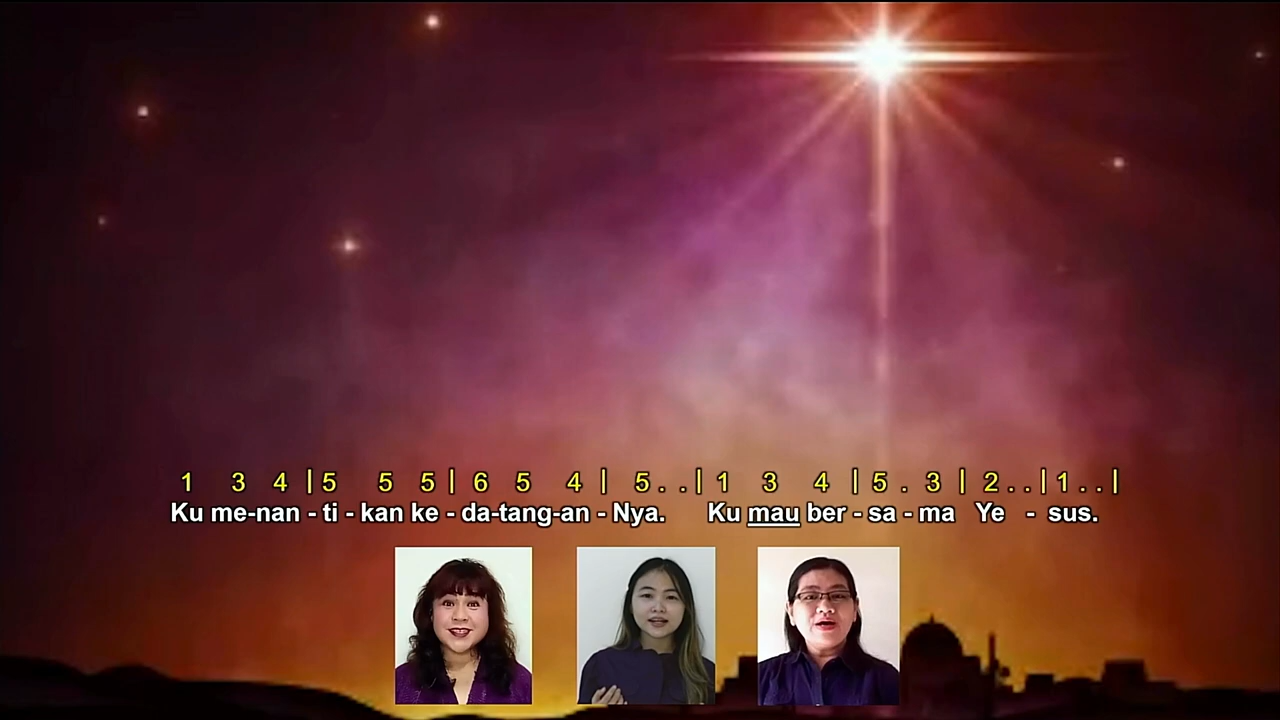 1 3 4 | 5 5 5 | 6 5 4 | 5 . . | 1 3 4 | 5 . 3 | 2 . . | 1 . . |
Ku me-nan - ti - kan ke - da-tang-an - Nya. Ku mau ber - sa - ma Ye - sus.